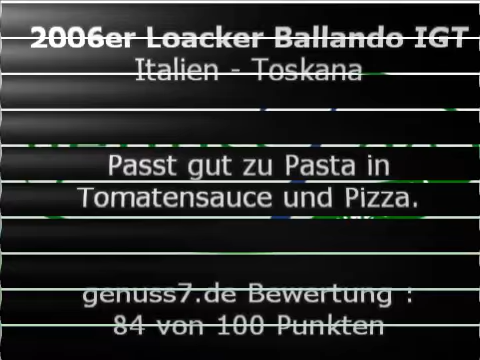 2006er Loacker Ballando IGT
Italien - Toskana
Passt gut zu Pasta in
Tomatensauce und Pizza.
genuss7.de Bewertung :
84 von 100 Punkten